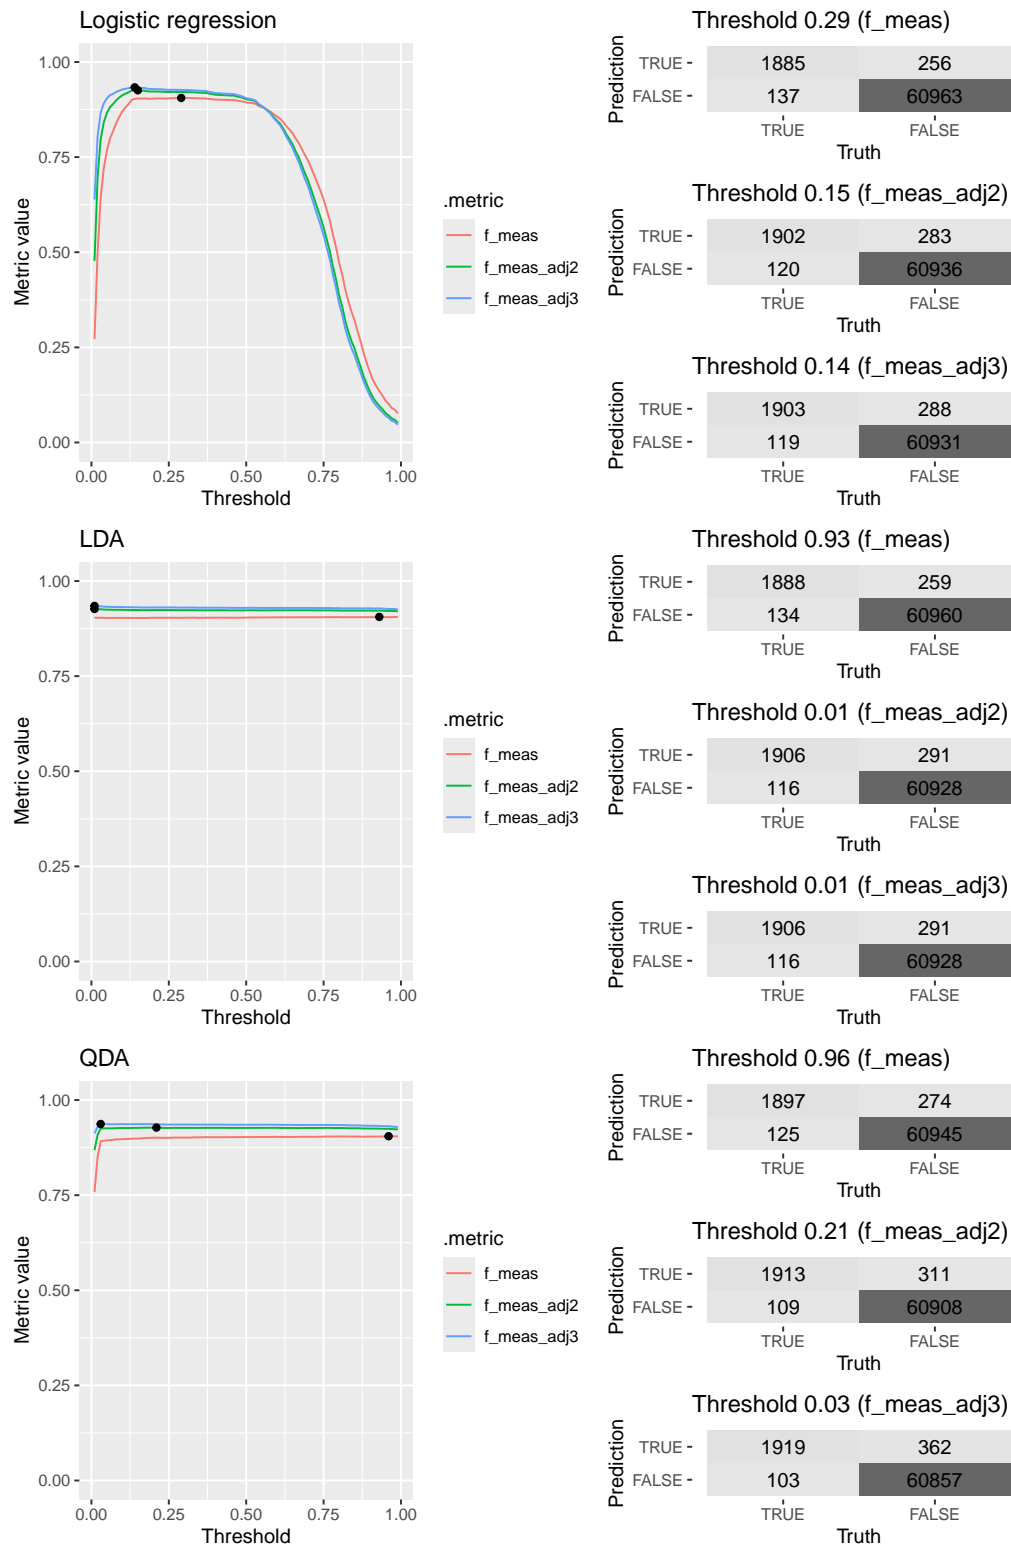 Logistic regression
1.00
0.75
0.50
0.25
0.00
Metric value
0.00 0.25 0.50 0.75 1.00
Threshold
.metric
f_meas
f_meas_adj2
f_meas_adj3
Threshold 0.29 (f_meas)
Prediction
TRUE 1885 256
FALSE 137 60963
TRUE FALSE
Truth
Threshold 0.15 (f_meas_adj2)
Prediction
TRUE 1902 283
FALSE 120 60936
TRUE FALSE
Truth
Threshold 0.14 (f_meas_adj3)
Prediction
TRUE 1903 288
FALSE 119 60931
TRUE FALSE
Truth
LDA
1.00
0.75
0.50
0.25
0.00
Metric value
0.00 0.25 0.50 0.75 1.00
Threshold
.metric
f_meas
f_meas_adj2
f_meas_adj3
Threshold 0.93 (f_meas)
Prediction
TRUE 1888 259
FALSE 134 60960
TRUE FALSE
Truth
Threshold 0.01 (f_meas_adj2)
Prediction
TRUE 1906 291
FALSE 116 60928
TRUE FALSE
Truth
Threshold 0.01 (f_meas_adj3)
Prediction
TRUE 1906 291
FALSE 116 60928
TRUE FALSE
Truth
QDA
1.00
0.75
0.50
0.25
0.00
Metric value
0.00 0.25 0.50 0.75 1.00
Threshold
.metric
f_meas
f_meas_adj2
f_meas_adj3
Threshold 0.96 (f_meas)
Prediction
TRUE 1897 274
FALSE 125 60945
TRUE FALSE
Truth
Threshold 0.21 (f_meas_adj2)
Prediction
TRUE 1913 311
FALSE 109 60908
TRUE FALSE
Truth
Threshold 0.03 (f_meas_adj3)
Prediction
TRUE 1919 362
FALSE 103 60857
TRUE FALSE
Truth